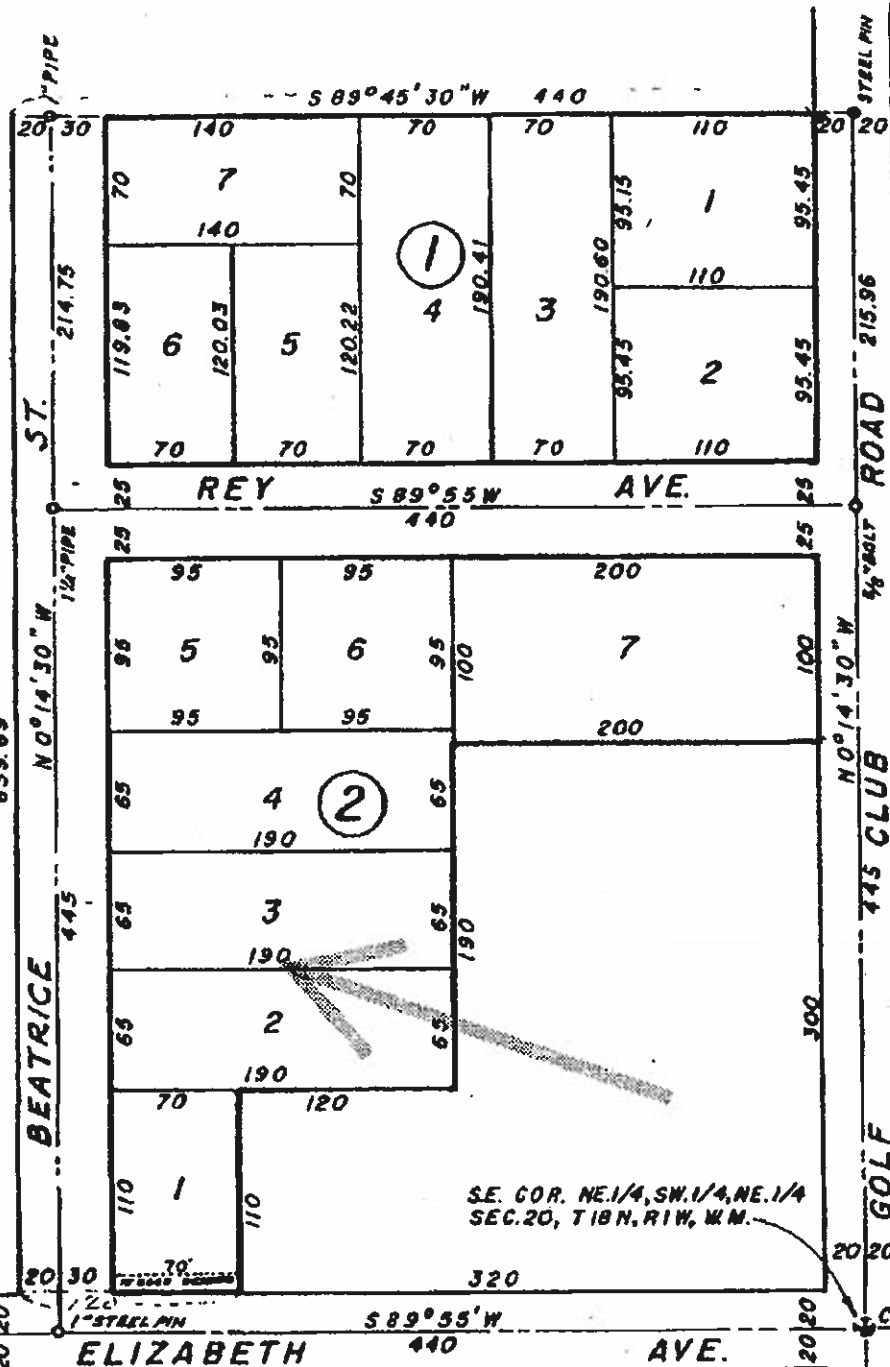 1" PIPE
STEEL PIN
S 89° 45' 30" W 440
20 30 140 70 70 110 20 20
70 7 70 95.15 1 95.45
140 1
214.75 190.41 190.60 110 215.96
4 3
119.83 6 120.03 5 120.22 95.45 2 95.45
ST. ROAD
70 70 70 70 110
25 REY AVE. 25
S 89° 55 W
440
1 1/2" PIPE 5/8" BOLT
25 95 95 200 25
95 5 95 6 95 100 7 100
N 0° 14' 30" W N 0° 14' 30" W
95 95 200
65 4 2 65
190
445 445 CLUB
65 3 65
190 190
BEATRICE
65 2 65 300
190
70 120
110 1 110
S.E. COR. NE.1/4, SW.1/4, NE.1/4
SEC. 20, T18N, R1W, W.M.
GOLF
20 30 70' 320 20 20
1" STEEL PIN S 89° 55' W 20 20
20 20 ELIZABETH 440 AVE.